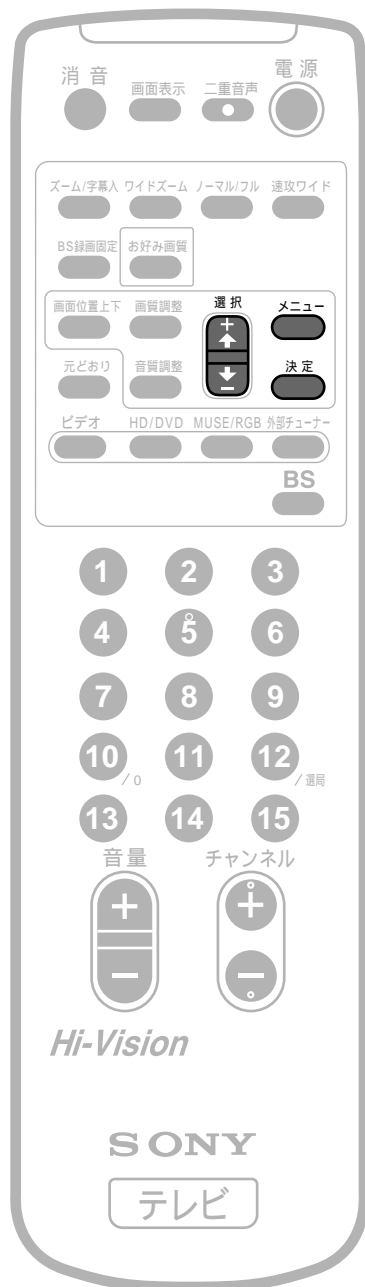 消音 画面表示 二重音声 電源
ズーム/字幕入 ワイドズーム ノーマル/フル 速攻ワイド
BS録画固定 お好み画質
画面位置上下 画質調整 選択 メニュー
+
元どおり 音質調整 決定
−
ビデオ HD/DVD MUSE/RGB 外部チューナー
BS
1 2 3
4 5 6
7 8 9
10 /0 11 12 /選局
13 14 15
音量 チャンネル
+ +
− −
Hi-Vision
SONY
テレビ